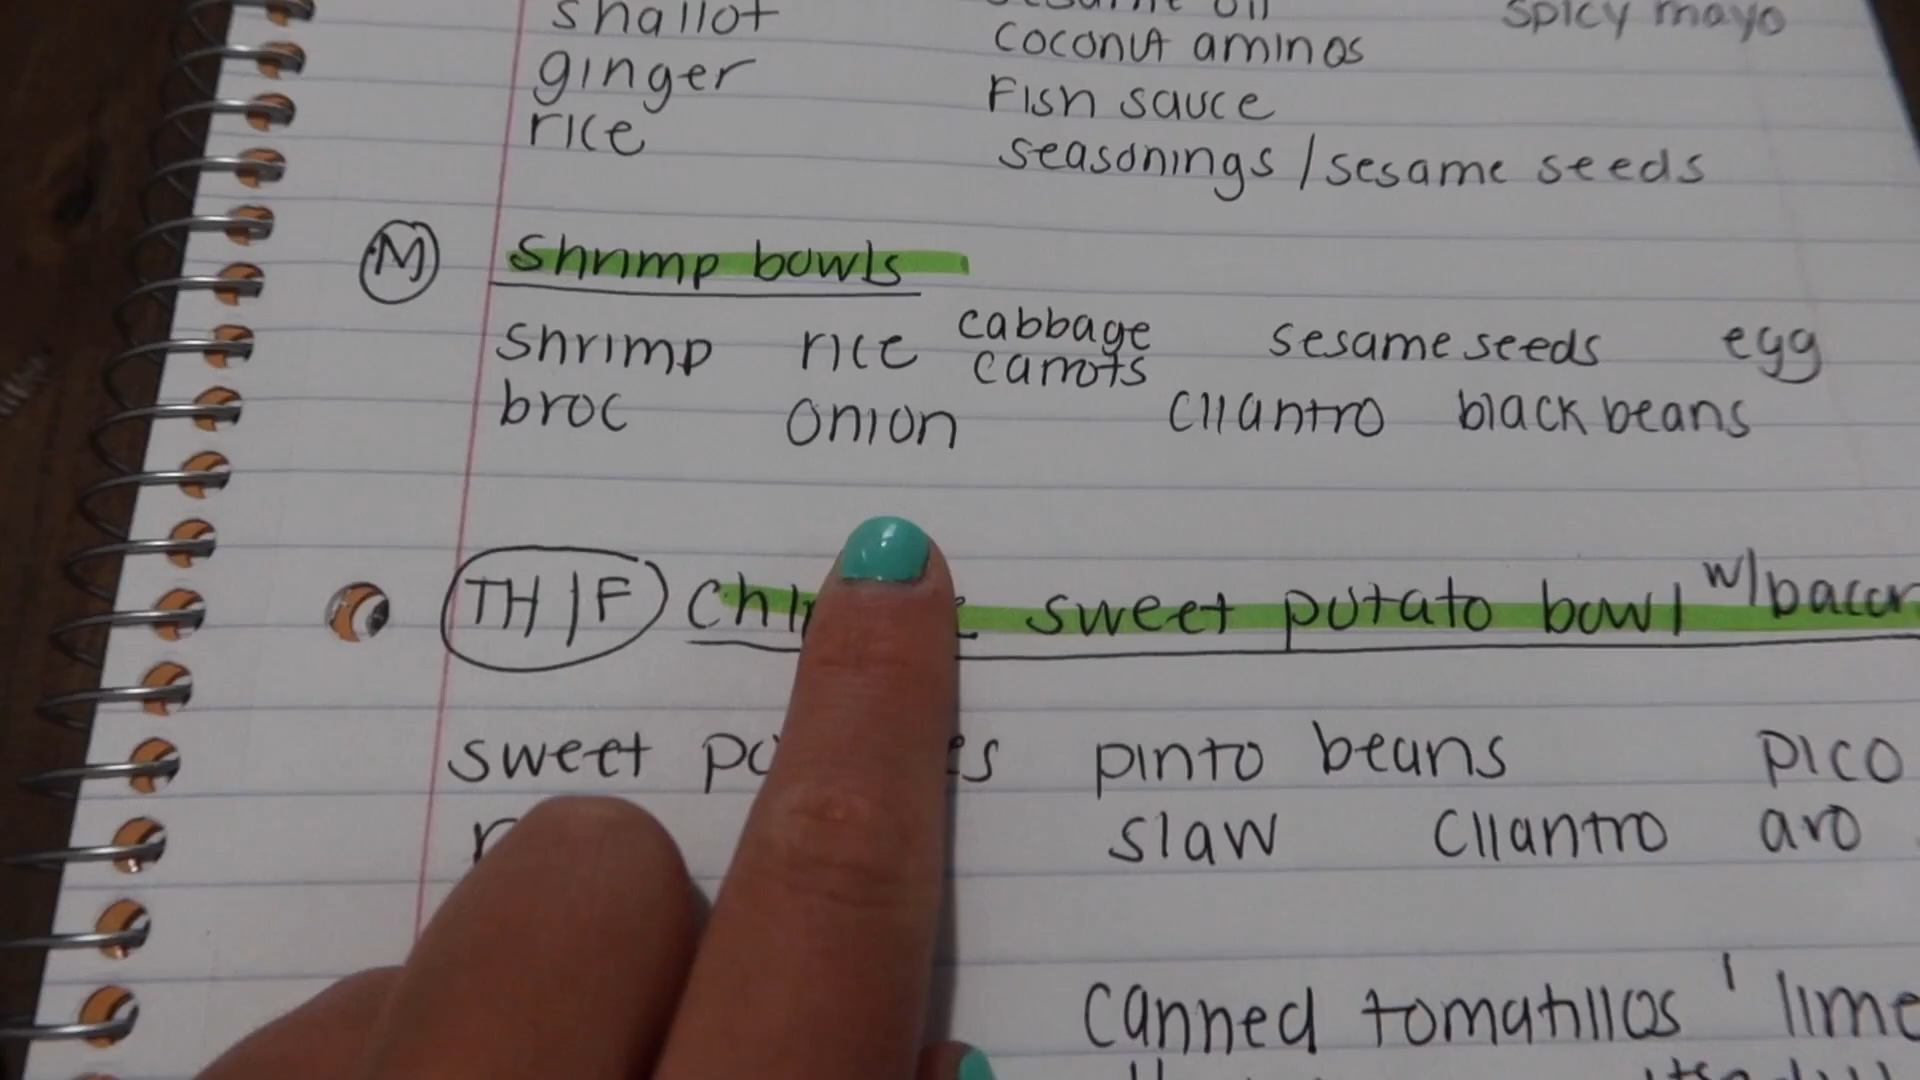 shallot
spicy mayo
ginger coconut aminos
rice Fish sauce
seasonings / sesame seeds
M shrimp bowls
shrimp rice cabbage sesame seeds egg
carrots
broc onion cilantro black beans
TH/F sweet potato bowl w/bacon
sweet pinto beans pico
slaw cilantro avo
canned tomatillos lime